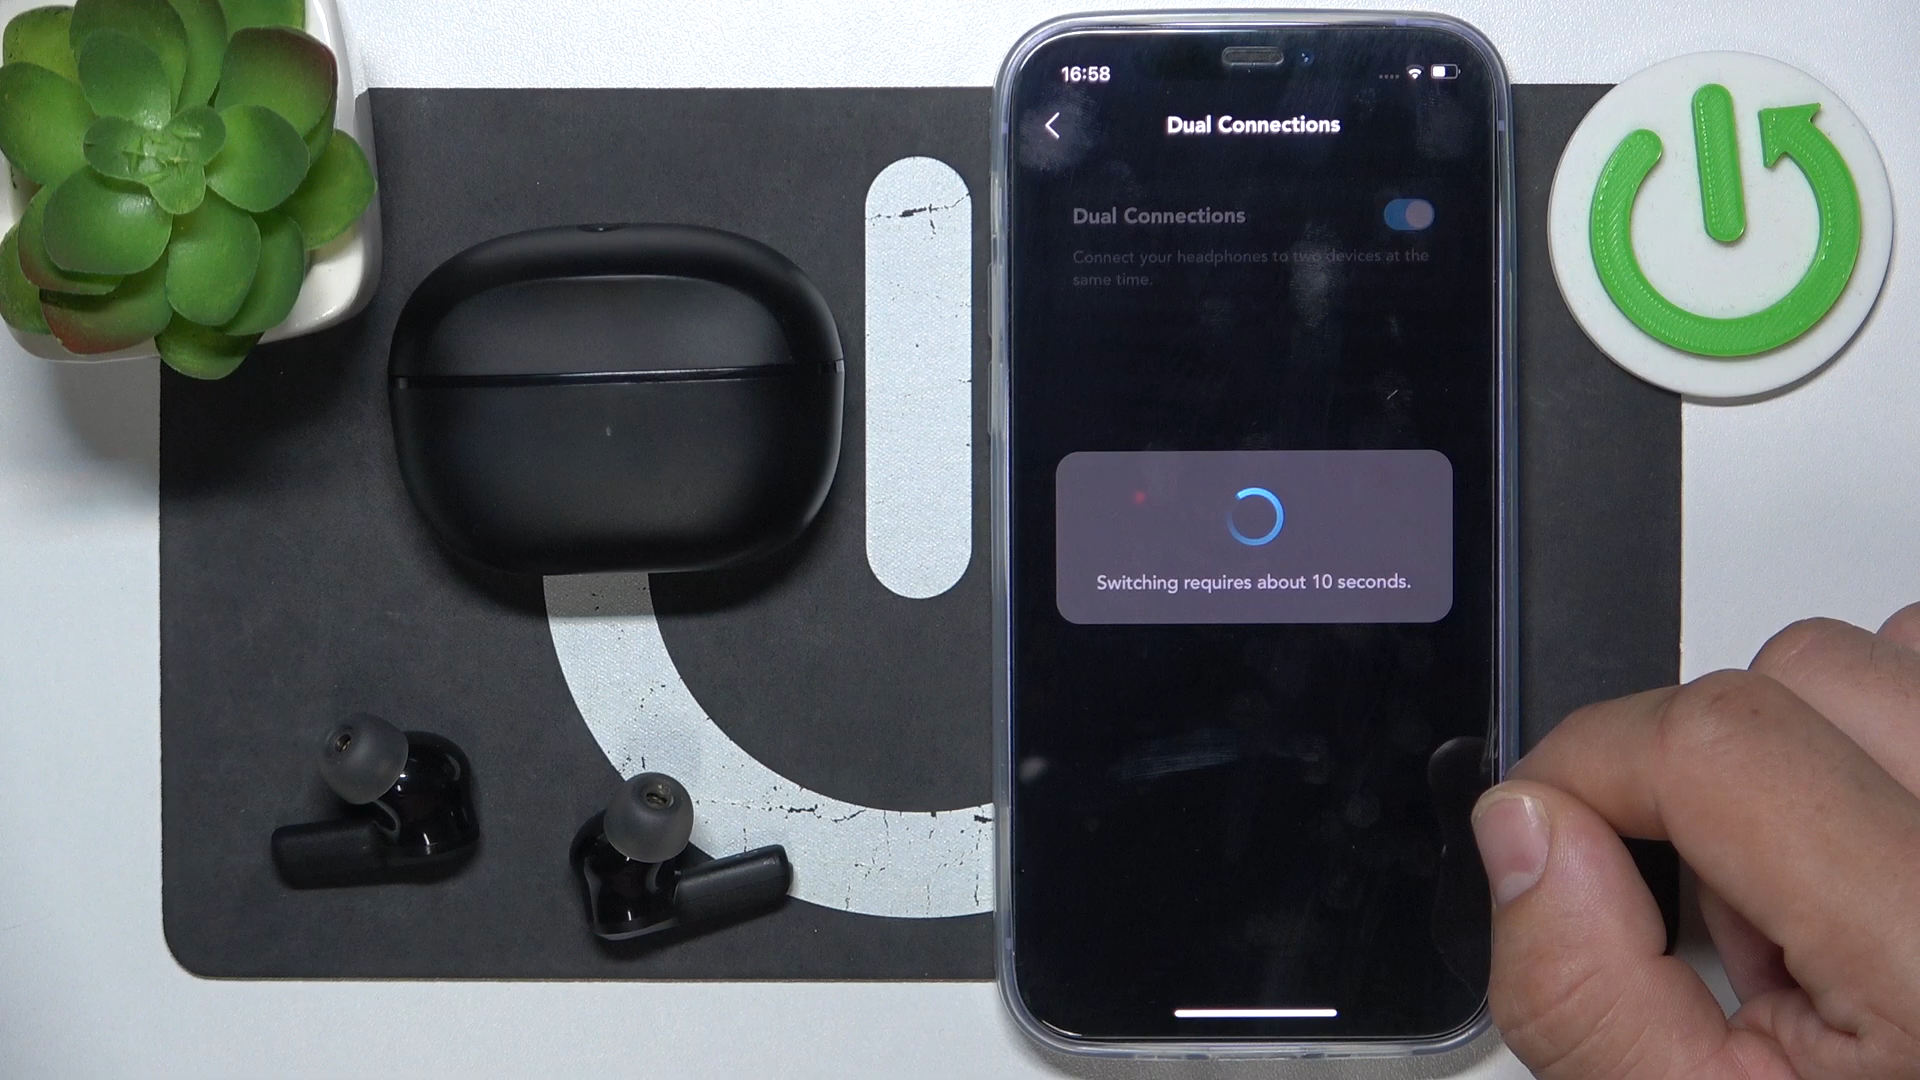 16:58
Dual Connections
Dual Connections
Connect your headphones to two devices at the
same time.
Switching requires about 10 seconds.